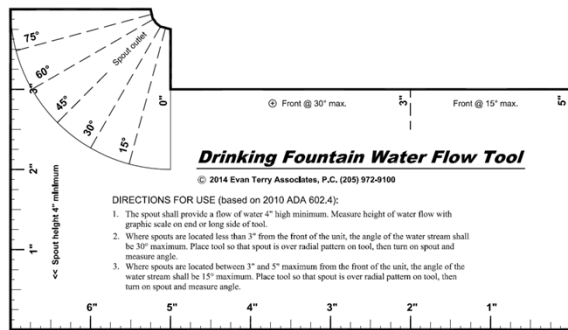 75°
60°
45°
30°
15°
Spout outlet
0"
⊕ Front @ 30° max.
3"
Front @ 15° max.
5"
3"
2"
1"
<< Spout height 4" minimum
Drinking Fountain Water Flow Tool
© 2014 Evan Terry Associates, P.C. (205) 972-9100
DIRECTIONS FOR USE (based on 2010 ADA 602.4):
1. The spout shall provide a flow of water 4" high minimum. Measure height of water flow with
graphic scale on end or long side of tool.
2. Where spouts are located less than 3" from the front of the unit, the angle of the water stream shall
be 30° maximum. Place tool so that spout is over radial pattern on tool, then turn on spout and
measure angle.
3. Where spouts are located between 3" and 5" maximum from the front of the unit, the angle of the
water stream shall be 15° maximum. Place tool so that spout is over radial pattern on tool, then
turn on spout and measure angle.
6"
5"
4"
3"
2"
1"